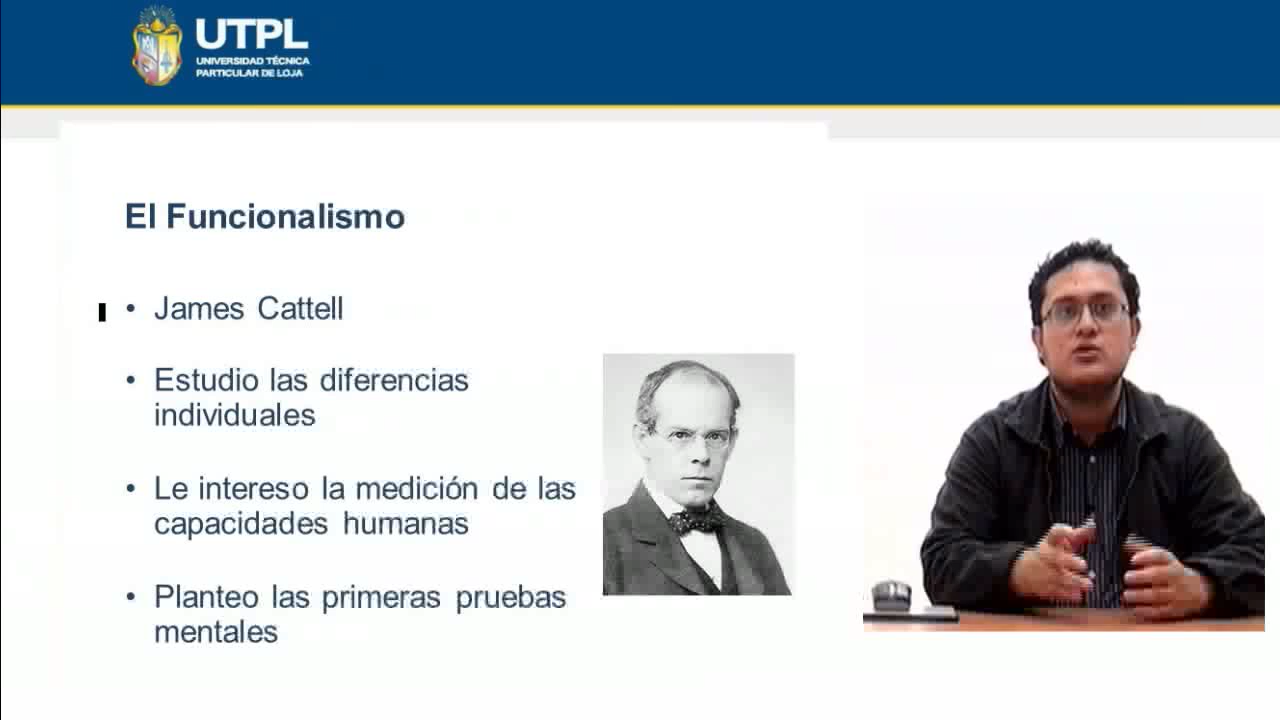 UTPL
UNIVERSIDAD TÉCNICA
PARTICULAR DE LOJA
El Funcionalismo
• James Cattell
• Estudio las diferencias
individuales
• Le intereso la medición de las
capacidades humanas
• Planteo las primeras pruebas
mentales